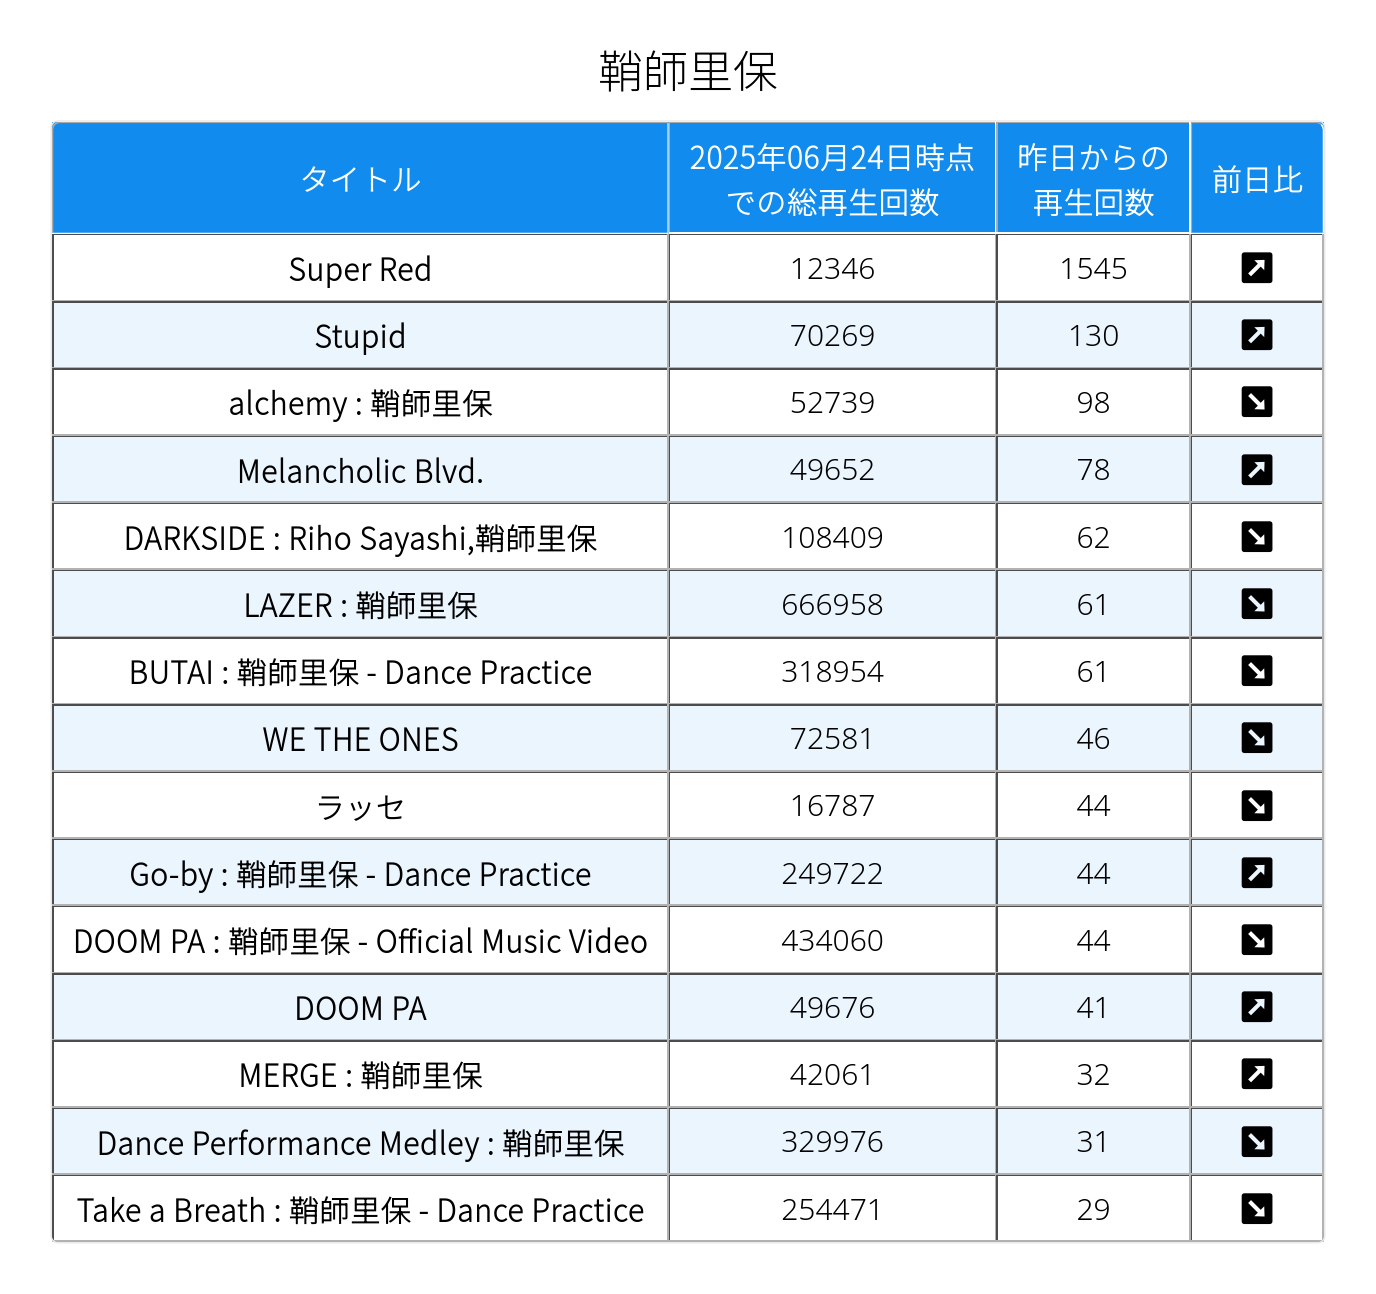 鞘師里保
タイトル 2025年06月24日時点での総再生回数 昨日からの再生回数 前日比
Super Red 12346 1545 ↗
Stupid 70269 130 ↗
alchemy : 鞘師里保 52739 98 ↘
Melancholic Blvd. 49652 78 ↗
DARKSIDE : Riho Sayashi,鞘師里保 108409 62 ↘
LAZER : 鞘師里保 666958 61 ↘
BUTAI : 鞘師里保 - Dance Practice 318954 61 ↘
WE THE ONES 72581 46 ↘
ラッセ 16787 44 ↘
Go-by : 鞘師里保 - Dance Practice 249722 44 ↗
DOOM PA : 鞘師里保 - Official Music Video 434060 44 ↘
DOOM PA 49676 41 ↗
MERGE : 鞘師里保 42061 32 ↗
Dance Performance Medley : 鞘師里保 329976 31 ↘
Take a Breath : 鞘師里保 - Dance Practice 254471 29 ↘